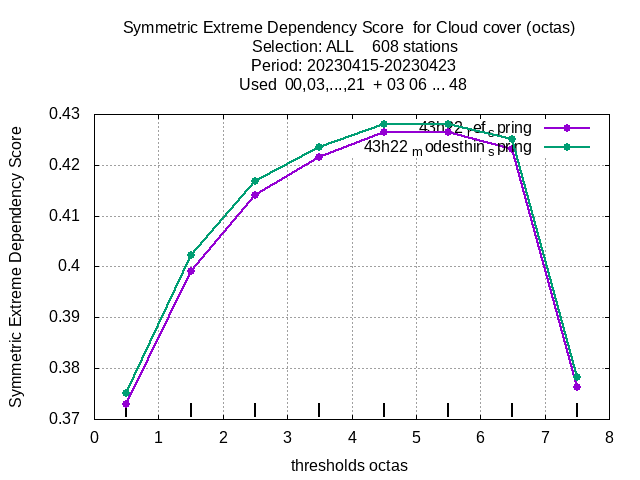 Symmetric Extreme Dependency Score for Cloud cover (octas)
Selection: ALL 608 stations
Period: 20230415-20230423
Used 00,03,...,21 + 03 06 ... 48
Symmetric Extreme Dependency Score
0.43
0.42
0.41
0.4
0.39
0.38
0.37
43h22_ref_spring
43h22_modesthin_spring
0 1 2 3 4 5 6 7 8
thresholds octas